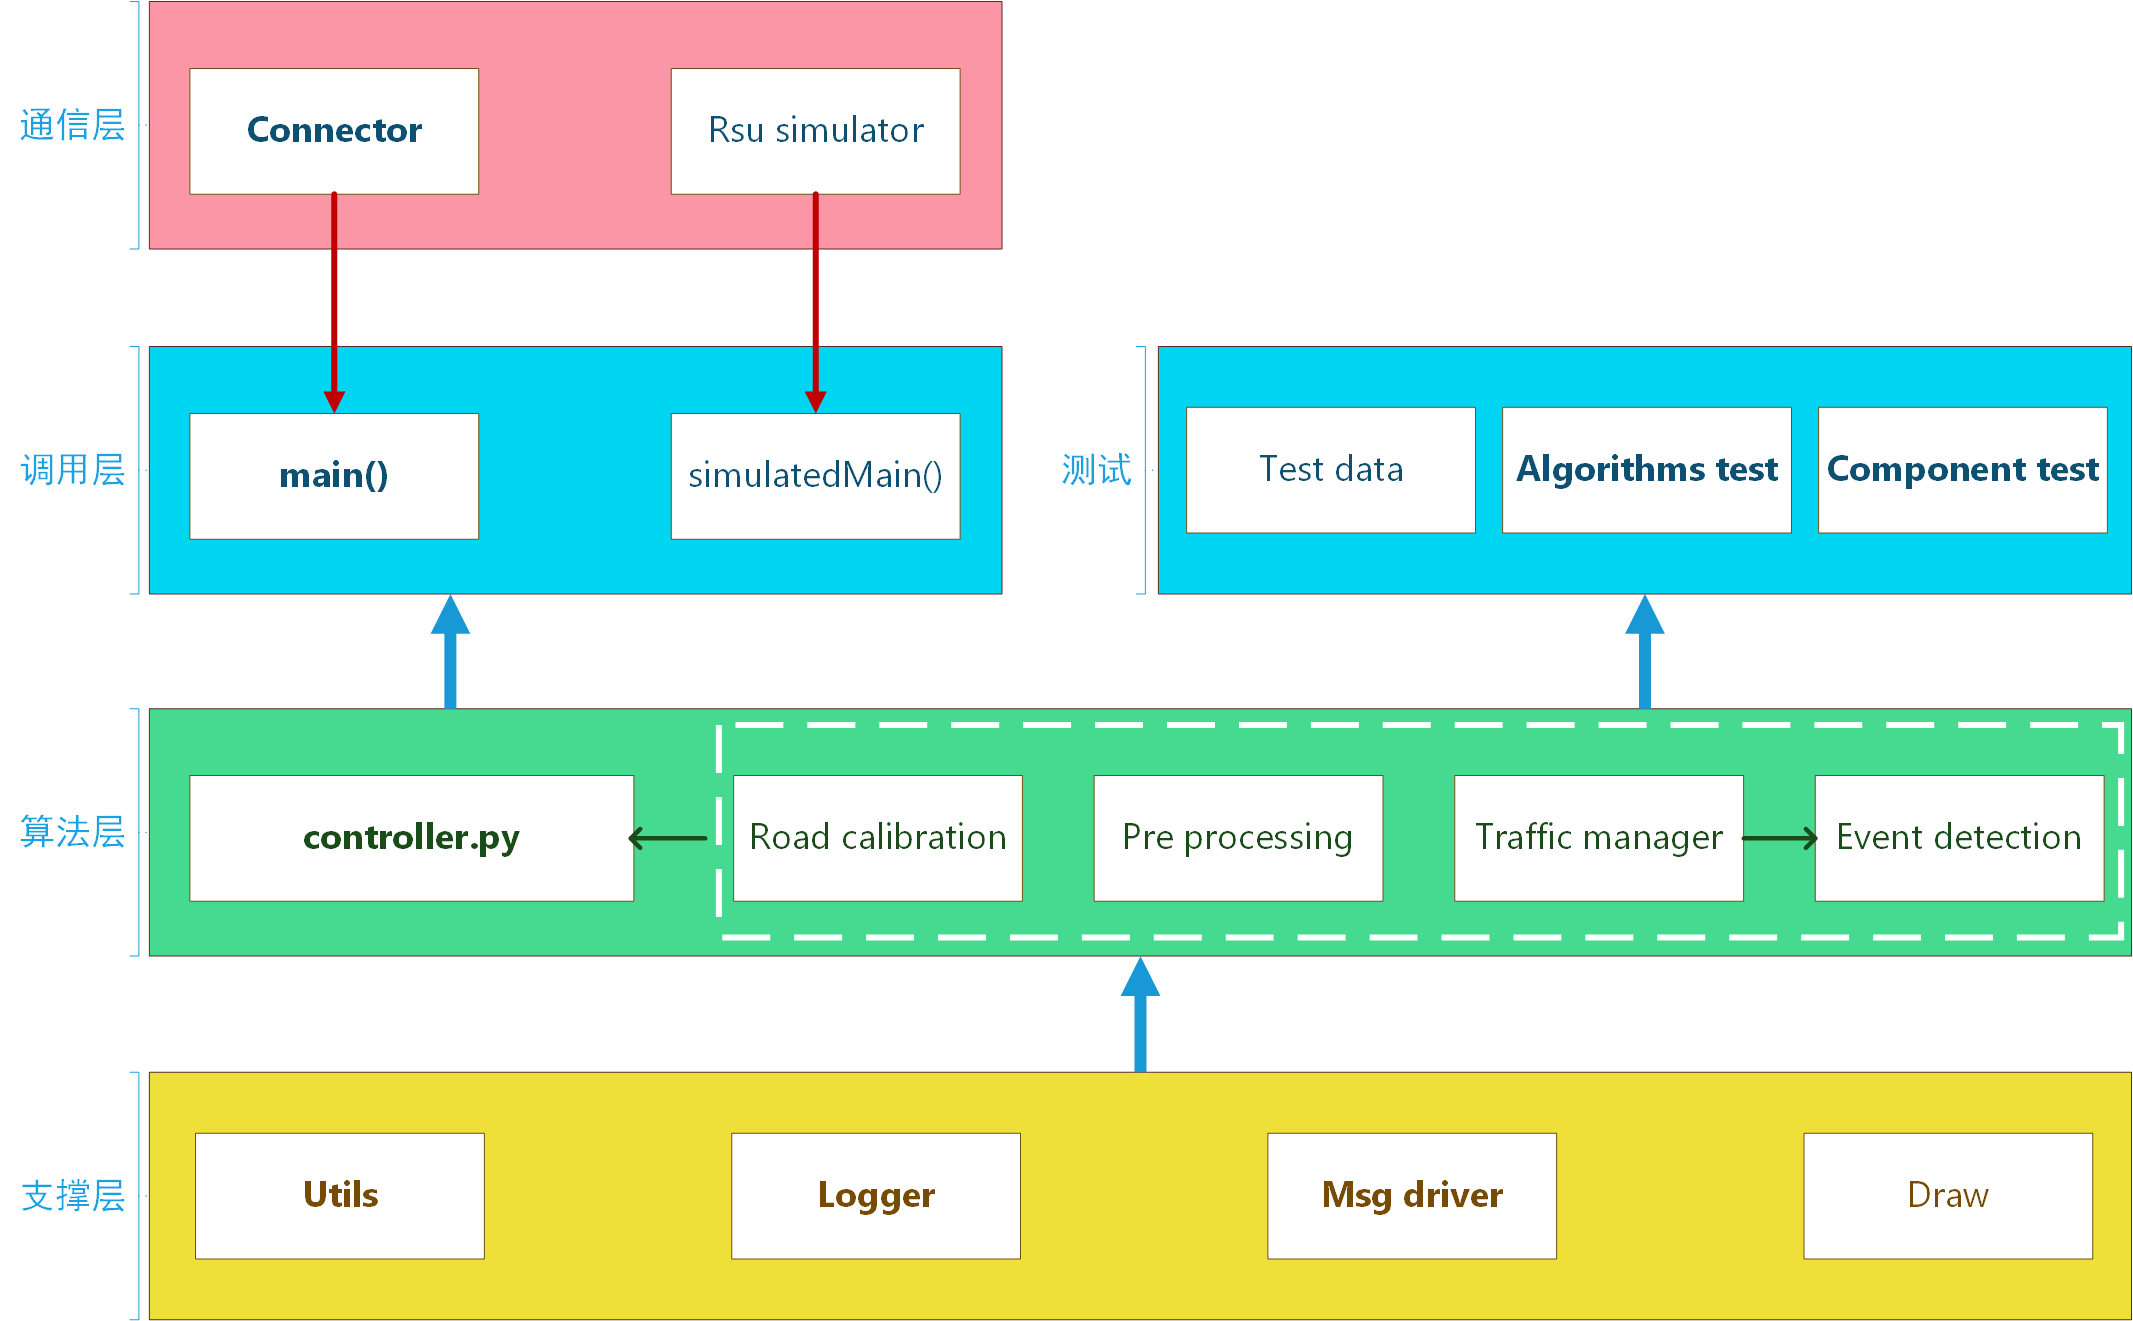 通信层
Connector
Rsu simulator
调用层
main()
simulatedMain()
测试
Test data
Algorithms test
Component test
算法层
controller.py
Road calibration
Pre processing
Traffic manager
Event detection
支撑层
Utils
Logger
Msg driver
Draw